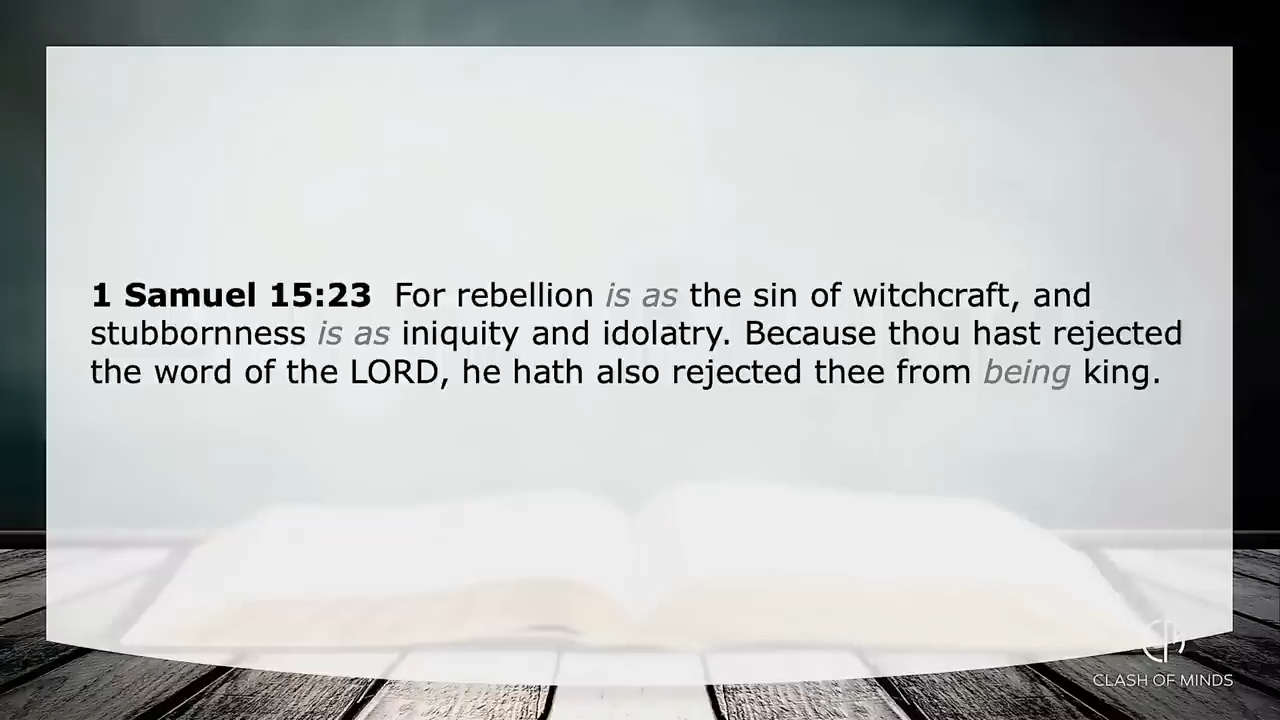 1 Samuel 15:23  For rebellion is as the sin of witchcraft, and
stubbornness is as iniquity and idolatry. Because thou hast rejected
the word of the LORD, he hath also rejected thee from being king.
CLASH OF MINDS